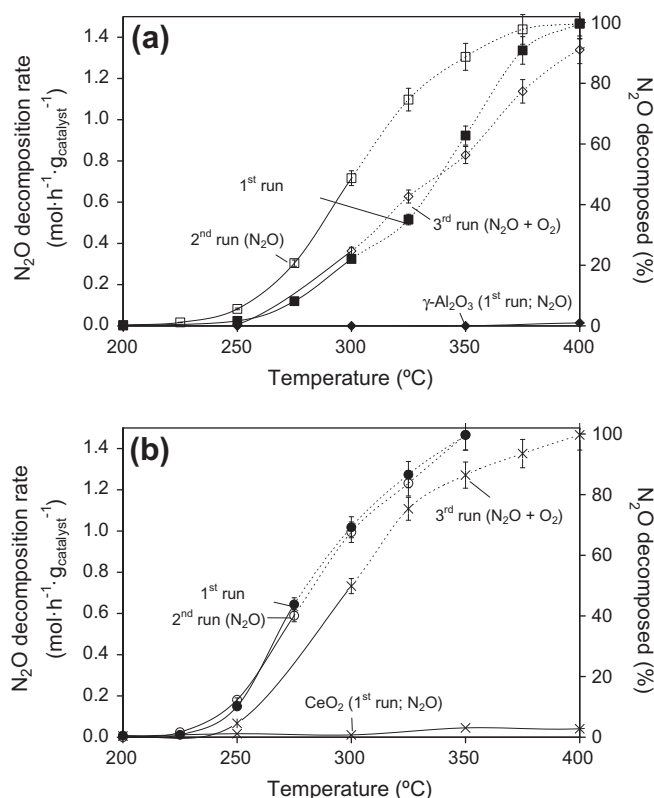 (a)
1.4
1.2
1.0
0.8
0.6
0.4
0.2
0.0
N₂O decomposition rate
(mol·h⁻¹·g_catalyst⁻¹)
100
80
60
40
20
0
N₂O decomposed (%)
1st run
2nd run (N₂O)
3rd run (N₂O + O₂)
γ-Al₂O₃ (1st run; N₂O)
200 250 300 350 400
Temperature (ºC)
(b)
1.4
1.2
1.0
0.8
0.6
0.4
0.2
0.0
N₂O decomposition rate
(mol·h⁻¹·g_catalyst⁻¹)
100
80
60
40
20
0
N₂O decomposed (%)
3rd run (N₂O + O₂)
1st run
2nd run (N₂O)
CeO₂ (1st run; N₂O)
200 250 300 350 400
Temperature (ºC)